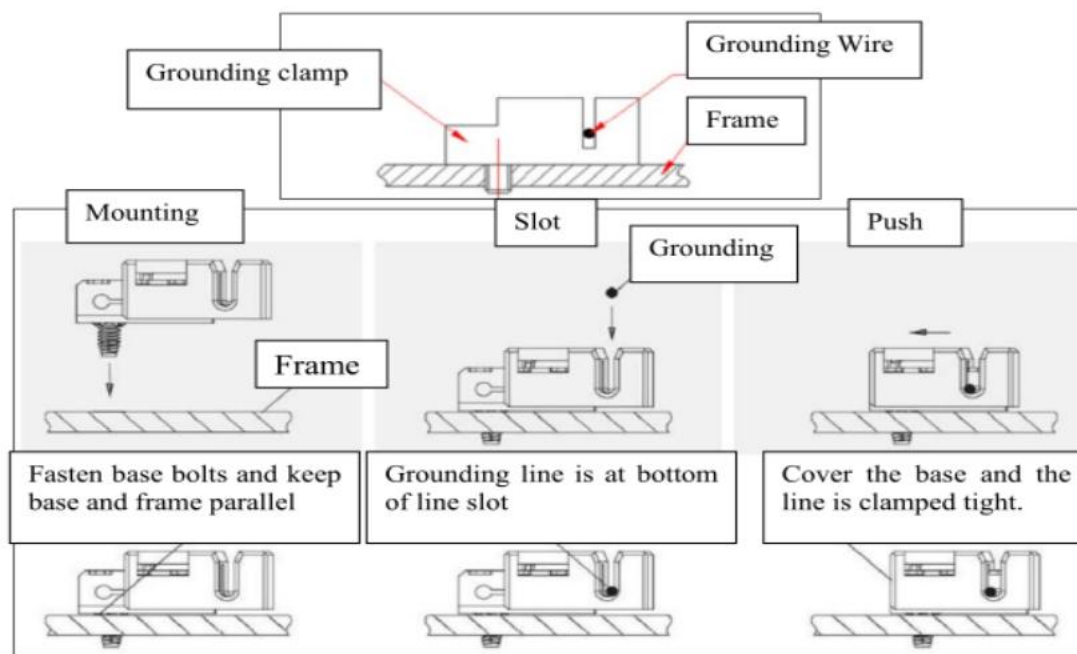 Grounding Wire
Grounding clamp
Frame
Mounting
Slot
Push
Grounding
Frame
Fasten base bolts and keep
base and frame parallel
Grounding line is at bottom
of line slot
Cover the base and the
line is clamped tight.